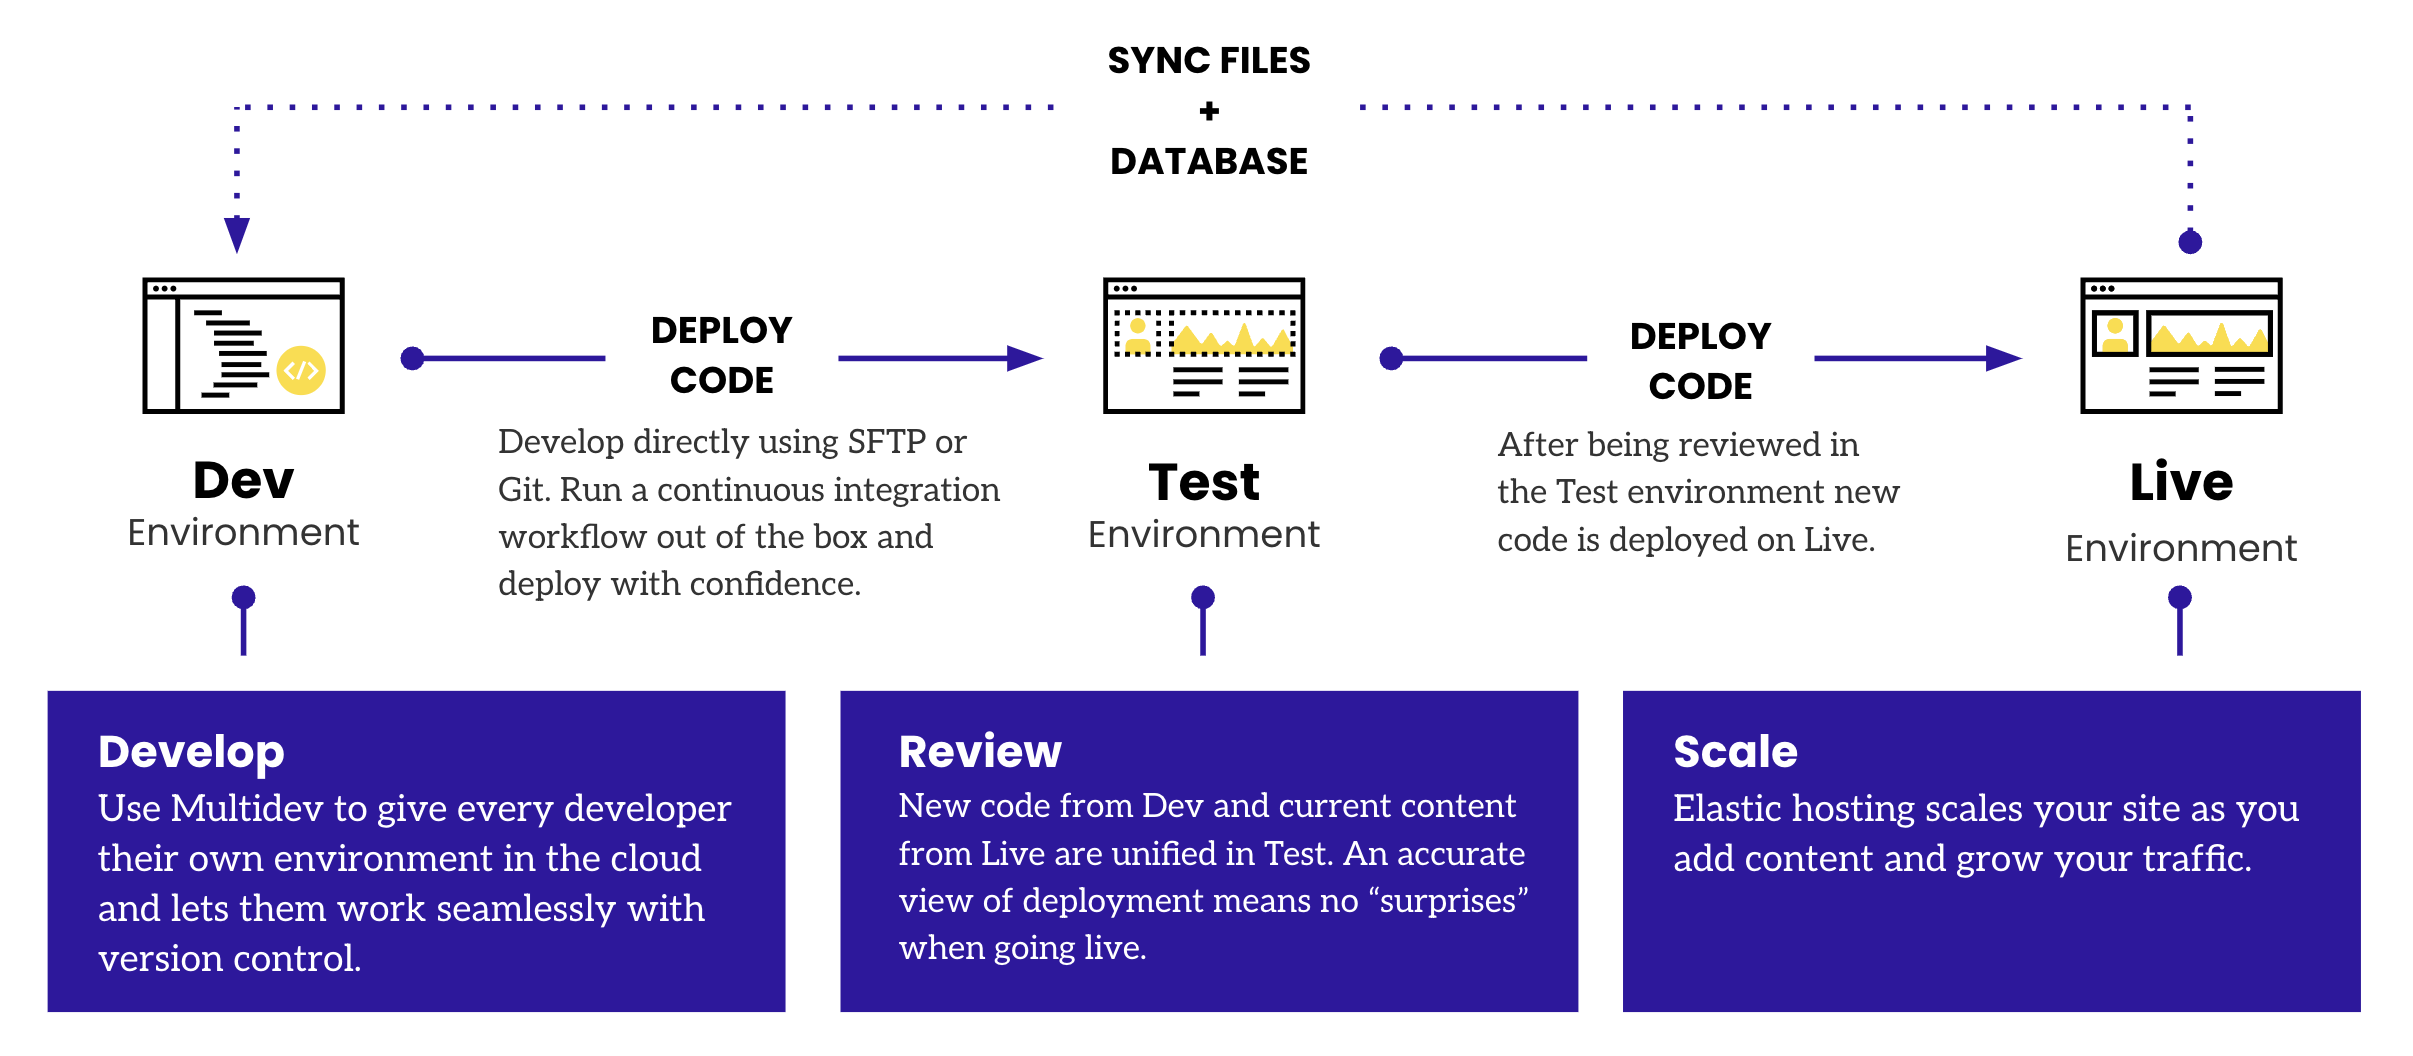 SYNC FILES
+
DATABASE
DEPLOY
CODE
Develop directly using SFTP or
Git. Run a continuous integration
workflow out of the box and
deploy with confidence.
DEPLOY
CODE
After being reviewed in
the Test environment new
code is deployed on Live.
</>
Dev
Environment
Test
Environment
Live
Environment
Develop
Use Multidev to give every developer
their own environment in the cloud
and lets them work seamlessly with
version control.
Review
New code from Dev and current content
from Live are unified in Test. An accurate
view of deployment means no “surprises”
when going live.
Scale
Elastic hosting scales your site as you
add content and grow your traffic.